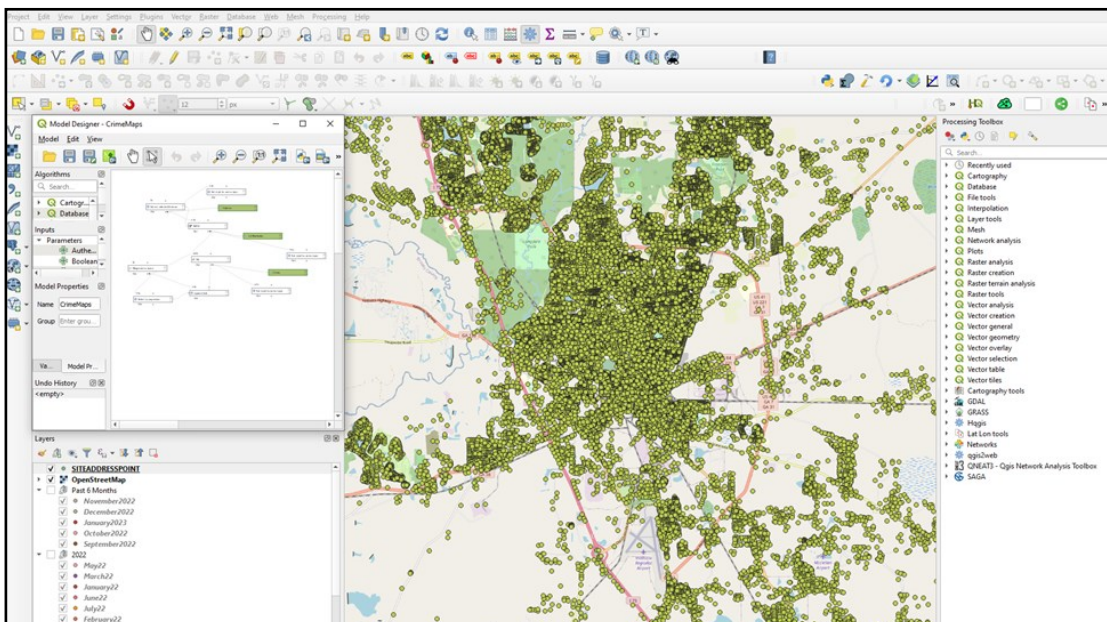 Project Edit View Layer Settings Plugins Vector Raster Database Web Mesh Processing Help
12 px
Model Designer - CrimeMaps
Model Edit View
Algorithms
Search...
Cartogr...
Database
Inputs
Parameters
Authe...
Boolean
Model Properties
Name CrimeMaps
Group Enter grou...
Va... Model Pr...
Undo History
<empty>
Layers
SITEADDRESSPOINT
OpenStreetMap
Past 6 Months
November2022
December2022
January2023
October2022
September2022
2022
May22
March22
January22
June22
July22
February22
Processing Toolbox
Search...
Recently used
Cartography
Database
File tools
Interpolation
Layer tools
Mesh
Network analysis
Plots
Raster analysis
Raster creation
Raster terrain analysis
Raster tools
Vector analysis
Vector creation
Vector general
Vector geometry
Vector overlay
Vector selection
Vector table
Vector tiles
Cartography tools
GDAL
GRASS
Hqgis
Lat Lon tools
Networks
qgis2web
QNEAT3 - Qgis Network Analysis Toolbox
SAGA